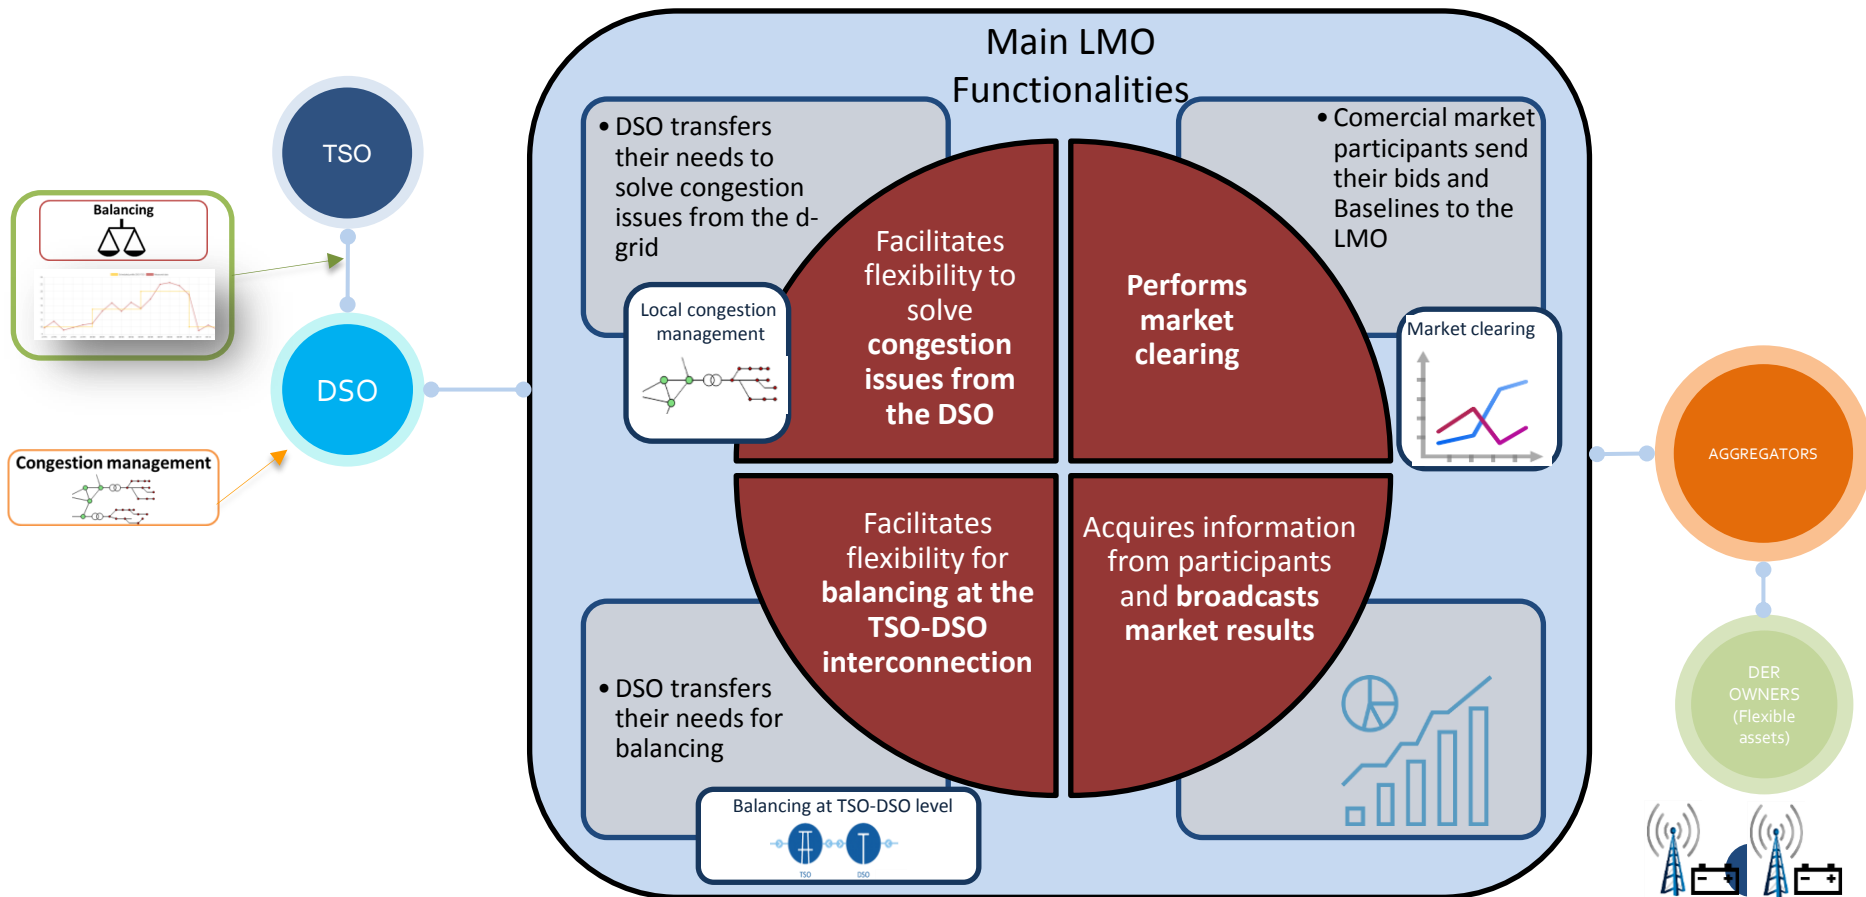 Main LMO
Functionalities
TSO
Balancing
DSO
Congestion management
• DSO transfers
their needs to
solve congestion
issues from the d-
grid
Local congestion
management
Facilitates
flexibility to
solve
congestion
issues from
the DSO
Performs
market
clearing
• Comercial market
participants send
their bids and
Baselines to the
LMO
Market clearing
Facilitates
flexibility for
balancing at the
TSO-DSO
interconnection
Acquires information
from participants
and broadcasts
market results
• DSO transfers
their needs for
balancing
Balancing at TSO-DSO level
TSO
DSO
AGGREGATORS
DER
OWNERS
(Flexible
assets)